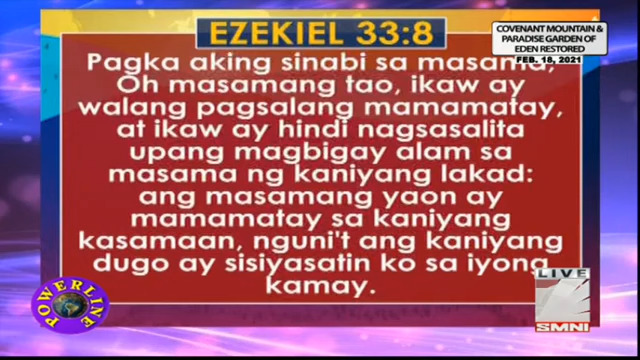 EZEKIEL 33:8
COVENANT MOUNTAIN &
PARADISE GARDEN OF
EDEN RESTORED
FEB. 18, 2021
Pagka aking sinabi sa masama,
Oh masamang tao, ikaw ay
walang pagsalang mamamatay,
at ikaw ay hindi nagsasalita
upang magbigay alam sa
masama ng kaniyang lakad:
ang masamang yaon ay
mamamatay sa kaniyang
kasamaan, nguni't ang kaniyang
dugo ay sisiyasatin ko sa iyong
kamay.
POWERLINE
LIVE
SMNI